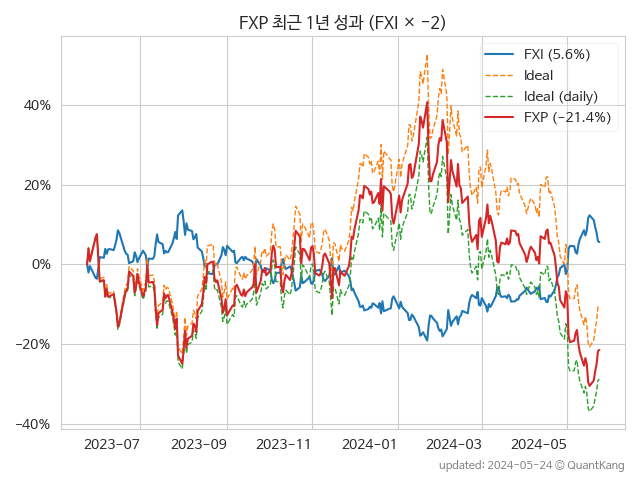 FXP 최근 1년 성과 (FXI × −2)
FXI (5.6%)
Ideal
Ideal (daily)
FXP (−21.4%)
40%
20%
0%
−20%
−40%
2023-07 2023-09 2023-11 2024-01 2024-03 2024-05
updated: 2024-05-24 © QuantKang